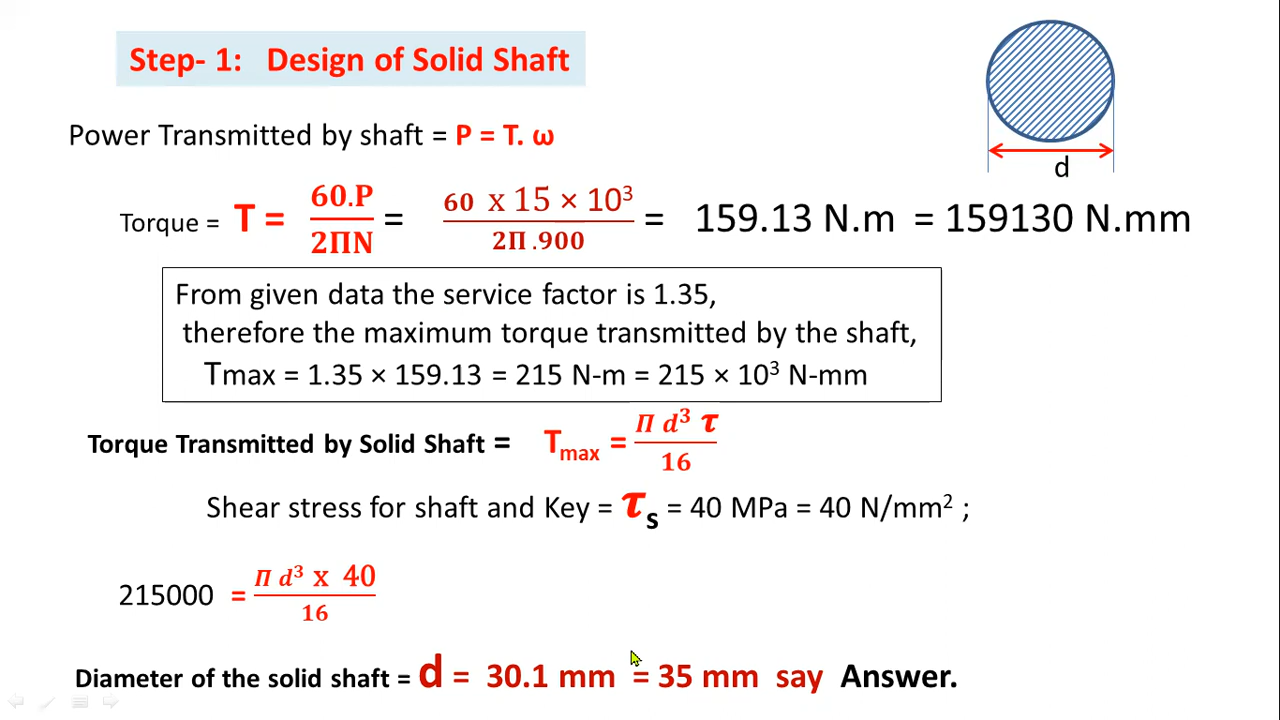 Step- 1: Design of Solid Shaft
d
Power Transmitted by shaft = P = T. ω
Torque = T = 60.P / 2ΠN = 60 x 15 × 10³ / 2Π .900 = 159.13 N.m = 159130 N.mm
From given data the service factor is 1.35,
therefore the maximum torque transmitted by the shaft,
Tmax = 1.35 × 159.13 = 215 N-m = 215 × 10³ N-mm
Torque Transmitted by Solid Shaft = Tmax = Π d³ τ / 16
Shear stress for shaft and Key = τs = 40 MPa = 40 N/mm² ;
215000 = Π d³ x 40 / 16
Diameter of the solid shaft = d = 30.1 mm = 35 mm say Answer.